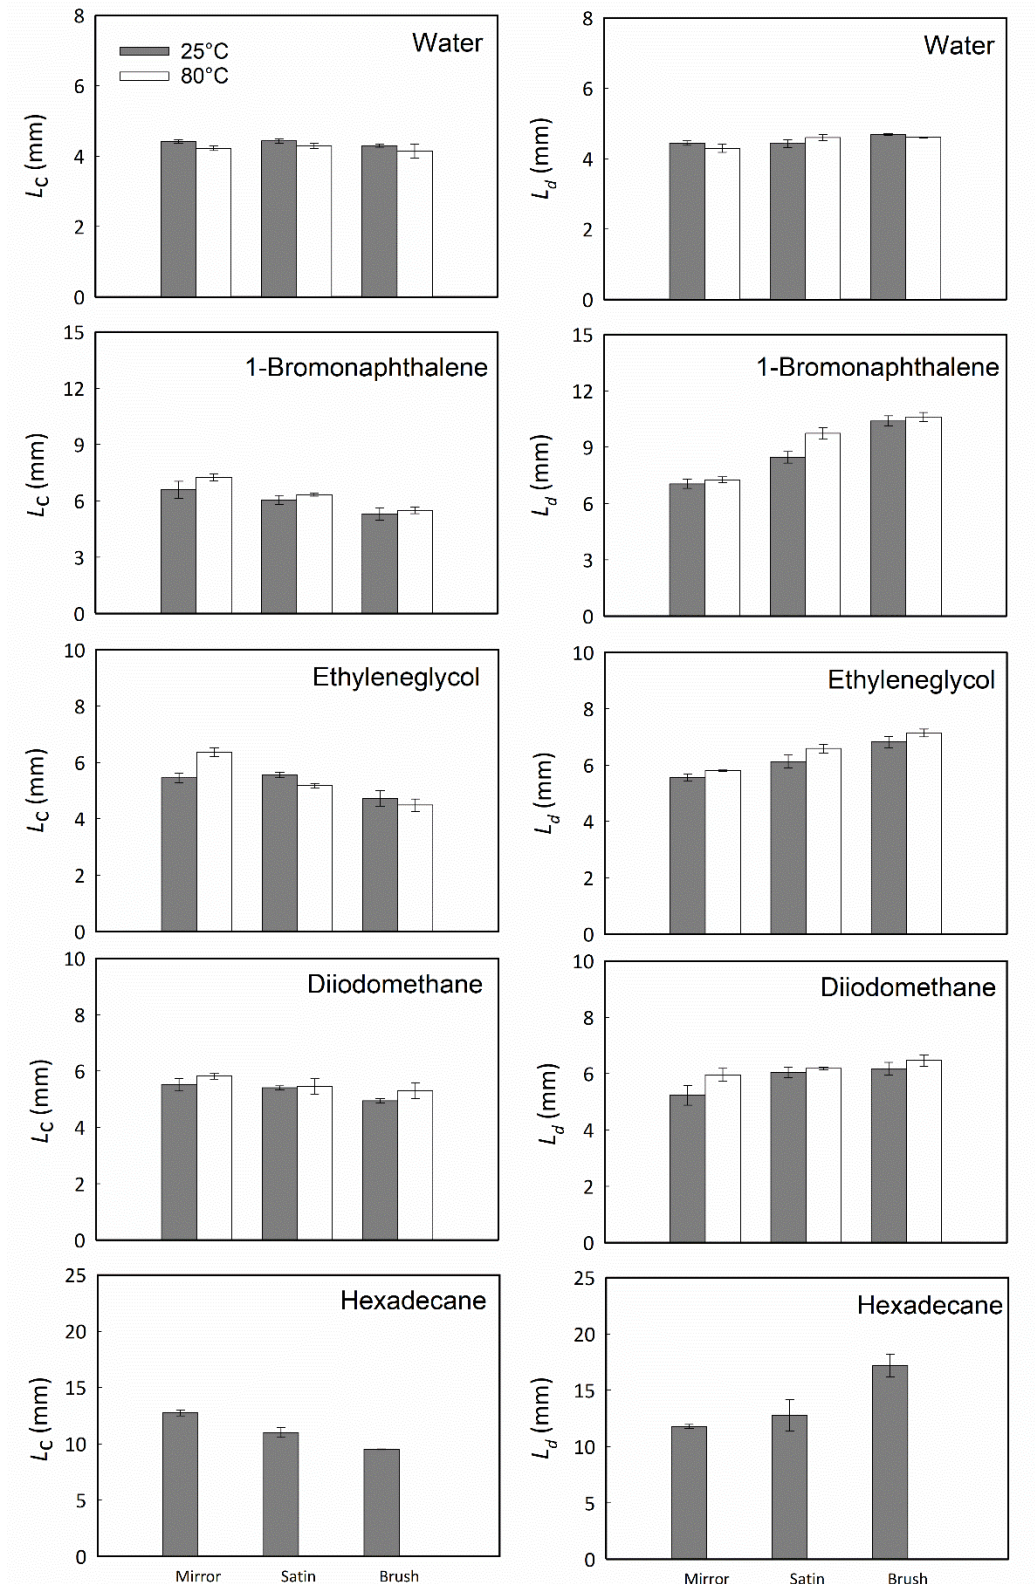 8
6
4
2
0
LC (mm)
25°C
80°C
Water
8
6
4
2
0
Ld (mm)
Water
15
12
9
6
3
0
LC (mm)
1-Bromonaphthalene
15
12
9
6
3
0
Ld (mm)
1-Bromonaphthalene
10
8
6
4
2
0
LC (mm)
Ethyleneglycol
10
8
6
4
2
0
Ld (mm)
Ethyleneglycol
10
8
6
4
2
0
LC (mm)
Diiodomethane
10
8
6
4
2
0
Ld (mm)
Diiodomethane
25
20
15
10
5
0
LC (mm)
Hexadecane
Mirror Satin Brush
25
20
15
10
5
0
Ld (mm)
Hexadecane
Mirror Satin Brush